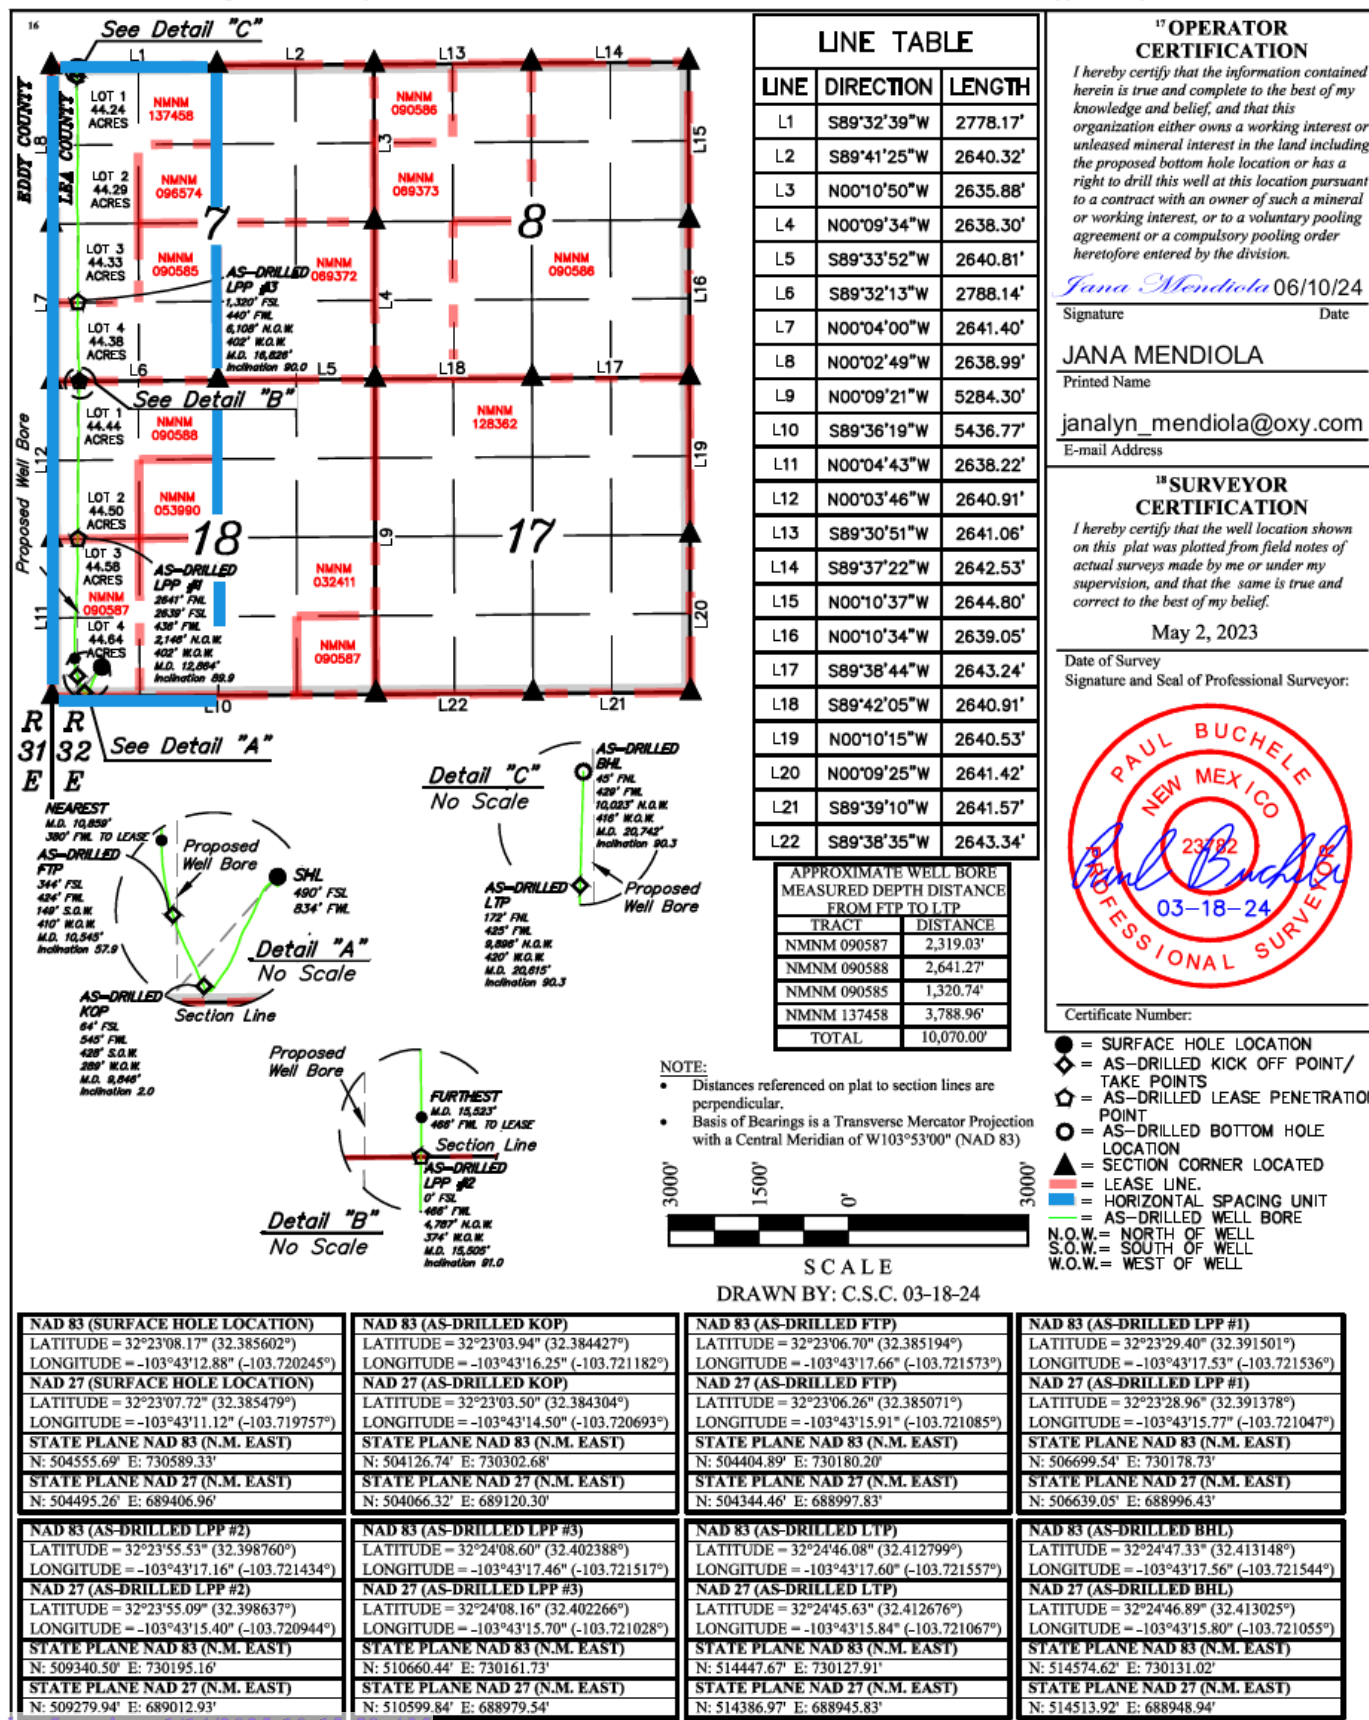 16
See Detail "C"
L1
L2
L13
L14
EDDY COUNTY
LEA COUNTY
LOT 1
44.24
ACRES
NMNM
137458
NMNM
090586
L8
L3
L15
LOT 2
44.29
ACRES
NMNM
096574
NMNM
069373
7
8
LOT 3
44.33
ACRES
NMNM
090585
NMNM
069372
NMNM
090586
AS-DRILLED
LPP #3
1,320' FSL
440' FWL
6,108' N.O.W.
402' W.O.W.
M.D. 16,826'
Inclination 90.0
L7
L4
L16
LOT 4
44.38
ACRES
L6
L5
L18
L17
See Detail "B"
LOT 1
44.44
ACRES
NMNM
090588
NMNM
128362
Proposed Well Bore
L12
L19
LOT 2
44.50
ACRES
NMNM
053990
18
17
L9
LOT 3
44.58
ACRES
AS-DRILLED
LPP #1
2641' FNL
2639' FSL
436' FWL
2,146' N.O.W.
402' W.O.W.
M.D. 12,864'
Inclination 89.9
NMNM
032411
NMNM
090587
L11
L20
LOT 4
44.64
ACRES
NMNM
090587
L10
L22
L21
R R
31 32
E E
See Detail "A"
LINE TABLE
LINE DIRECTION LENGTH
L1 S89°32'39"W 2778.17'
L2 S89°41'25"W 2640.32'
L3 N00°10'50"W 2635.88'
L4 N00°09'34"W 2638.30'
L5 S89°33'52"W 2640.81'
L6 S89°32'13"W 2788.14'
L7 N00°04'00"W 2641.40'
L8 N00°02'49"W 2638.99'
L9 N00°09'21"W 5284.30'
L10 S89°36'19"W 5436.77'
L11 N00°04'43"W 2638.22'
L12 N00°03'46"W 2640.91'
L13 S89°30'51"W 2641.06'
L14 S89°37'22"W 2642.53'
L15 N00°10'37"W 2644.80'
L16 N00°10'34"W 2639.05'
L17 S89°38'44"W 2643.24'
L18 S89°42'05"W 2640.91'
L19 N00°10'15"W 2640.53'
L20 N00°09'25"W 2641.42'
L21 S89°39'10"W 2641.57'
L22 S89°38'35"W 2643.34'
APPROXIMATE WELL BORE
MEASURED DEPTH DISTANCE
FROM FTP TO LTP
TRACT DISTANCE
NMNM 090587 2,319.03'
NMNM 090588 2,641.27'
NMNM 090585 1,320.74'
NMNM 137458 3,788.96'
TOTAL 10,070.00'
17 OPERATOR
CERTIFICATION
I hereby certify that the information contained
herein is true and complete to the best of my
knowledge and belief, and that this
organization either owns a working interest or
unleased mineral interest in the land including
the proposed bottom hole location or has a
right to drill this well at this location pursuant
to a contract with an owner of such a mineral
or working interest, or to a voluntary pooling
agreement or a compulsory pooling order
heretofore entered by the division.
Jana Mendiola 06/10/24
Signature Date
JANA MENDIOLA
Printed Name
janalyn_mendiola@oxy.com
E-mail Address
18 SURVEYOR
CERTIFICATION
I hereby certify that the well location shown
on this plat was plotted from field notes of
actual surveys made by me or under my
supervision, and that the same is true and
correct to the best of my belief.
May 2, 2023
Date of Survey
Signature and Seal of Professional Surveyor:
PAUL BUCHELE
NEW MEXICO
23782
Paul Buchele
03-18-24
PROFESSIONAL SURVEYOR
Certificate Number:
= SURFACE HOLE LOCATION
= AS-DRILLED KICK OFF POINT/
TAKE POINTS
= AS-DRILLED LEASE PENETRATION
POINT
= AS-DRILLED BOTTOM HOLE
LOCATION
= SECTION CORNER LOCATED
= LEASE LINE.
= HORIZONTAL SPACING UNIT
= AS-DRILLED WELL BORE
N.O.W.= NORTH OF WELL
S.O.W.= SOUTH OF WELL
W.O.W.= WEST OF WELL
NEAREST
M.D. 10,859'
380' FWL TO LEASE
AS-DRILLED
FTP
344' FSL
424' FWL
149' S.O.W.
410' W.O.W.
M.D. 10,545'
Inclination 57.9
Proposed
Well Bore
SHL
490' FSL
834' FWL
Detail "A"
No Scale
AS-DRILLED
KOP
64' FSL
545' FWL
428' S.O.W.
289' W.O.W.
M.D. 9,846'
Inclination 2.0
Section Line
Detail "C"
No Scale
AS-DRILLED
BHL
45' FNL
429' FWL
10,023' N.O.W.
416' W.O.W.
M.D. 20,742'
Inclination 90.3
AS-DRILLED
LTP
172' FNL
425' FWL
9,896' N.O.W.
420' W.O.W.
M.D. 20,615'
Inclination 90.3
Proposed
Well Bore
Proposed
Well Bore
FURTHEST
M.D. 15,523'
466' FWL TO LEASE
Section Line
AS-DRILLED
LPP #2
0' FSL
466' FWL
4,787' N.O.W.
374' W.O.W.
M.D. 15,505'
Inclination 91.0
Detail "B"
No Scale
NOTE:
• Distances referenced on plat to section lines are
perpendicular.
• Basis of Bearings is a Transverse Mercator Projection
with a Central Meridian of W103°53'00" (NAD 83)
3000' 1500' 0' 3000'
SCALE
DRAWN BY: C.S.C. 03-18-24
NAD 83 (SURFACE HOLE LOCATION)
LATITUDE = 32°23'08.17" (32.385602°)
LONGITUDE = -103°43'12.88" (-103.720245°)
NAD 27 (SURFACE HOLE LOCATION)
LATITUDE = 32°23'07.72" (32.385479°)
LONGITUDE = -103°43'11.12" (-103.719757°)
STATE PLANE NAD 83 (N.M. EAST)
N: 504555.69' E: 730589.33'
STATE PLANE NAD 27 (N.M. EAST)
N: 504495.26' E: 689406.96'
NAD 83 (AS-DRILLED KOP)
LATITUDE = 32°23'03.94" (32.384427°)
LONGITUDE = -103°43'16.25" (-103.721182°)
NAD 27 (AS-DRILLED KOP)
LATITUDE = 32°23'03.50" (32.384304°)
LONGITUDE = -103°43'14.50" (-103.720693°)
STATE PLANE NAD 83 (N.M. EAST)
N: 504126.74' E: 730302.68'
STATE PLANE NAD 27 (N.M. EAST)
N: 504066.32' E: 689120.30'
NAD 83 (AS-DRILLED FTP)
LATITUDE = 32°23'06.70" (32.385194°)
LONGITUDE = -103°43'17.66" (-103.721573°)
NAD 27 (AS-DRILLED FTP)
LATITUDE = 32°23'06.26" (32.385071°)
LONGITUDE = -103°43'15.91" (-103.721085°)
STATE PLANE NAD 83 (N.M. EAST)
N: 504404.89' E: 730180.20'
STATE PLANE NAD 27 (N.M. EAST)
N: 504344.46' E: 688997.83'
NAD 83 (AS-DRILLED LPP #1)
LATITUDE = 32°23'29.40" (32.391501°)
LONGITUDE = -103°43'17.53" (-103.721536°)
NAD 27 (AS-DRILLED LPP #1)
LATITUDE = 32°23'28.96" (32.391378°)
LONGITUDE = -103°43'15.77" (-103.721047°)
STATE PLANE NAD 83 (N.M. EAST)
N: 506699.54' E: 730178.73'
STATE PLANE NAD 27 (N.M. EAST)
N: 506639.05' E: 688996.43'
NAD 83 (AS-DRILLED LPP #2)
LATITUDE = 32°23'55.53" (32.398760°)
LONGITUDE = -103°43'17.16" (-103.721434°)
NAD 27 (AS-DRILLED LPP #2)
LATITUDE = 32°23'55.09" (32.398637°)
LONGITUDE = -103°43'15.40" (-103.720944°)
STATE PLANE NAD 83 (N.M. EAST)
N: 509340.50' E: 730195.16'
STATE PLANE NAD 27 (N.M. EAST)
N: 509279.94' E: 689012.93'
NAD 83 (AS-DRILLED LPP #3)
LATITUDE = 32°24'08.60" (32.402388°)
LONGITUDE = -103°43'17.46" (-103.721517°)
NAD 27 (AS-DRILLED LPP #3)
LATITUDE = 32°24'08.16" (32.402266°)
LONGITUDE = -103°43'15.70" (-103.721028°)
STATE PLANE NAD 83 (N.M. EAST)
N: 510660.44' E: 730161.73'
STATE PLANE NAD 27 (N.M. EAST)
N: 510599.84' E: 688979.54'
NAD 83 (AS-DRILLED LTP)
LATITUDE = 32°24'46.08" (32.412799°)
LONGITUDE = -103°43'17.60" (-103.721557°)
NAD 27 (AS-DRILLED LTP)
LATITUDE = 32°24'45.63" (32.412676°)
LONGITUDE = -103°43'15.84" (-103.721067°)
STATE PLANE NAD 83 (N.M. EAST)
N: 514447.67' E: 730127.91'
STATE PLANE NAD 27 (N.M. EAST)
N: 514386.97' E: 688945.83'
NAD 83 (AS-DRILLED BHL)
LATITUDE = 32°24'47.33" (32.413148°)
LONGITUDE = -103°43'17.56" (-103.721544°)
NAD 27 (AS-DRILLED BHL)
LATITUDE = 32°24'46.89" (32.413025°)
LONGITUDE = -103°43'15.80" (-103.721055°)
STATE PLANE NAD 83 (N.M. EAST)
N: 514574.62' E: 730131.02'
STATE PLANE NAD 27 (N.M. EAST)
N: 514513.92' E: 688948.94'